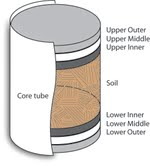 Upper Outer
Upper Middle
Upper Inner
Core tube
Soil
Lower Inner
Lower Middle
Lower Outer